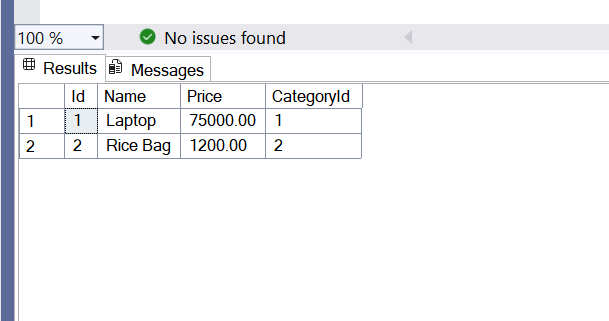 100 % No issues found
Results Messages
Id Name Price CategoryId
1 1 Laptop 75000.00 1
2 2 Rice Bag 1200.00 2